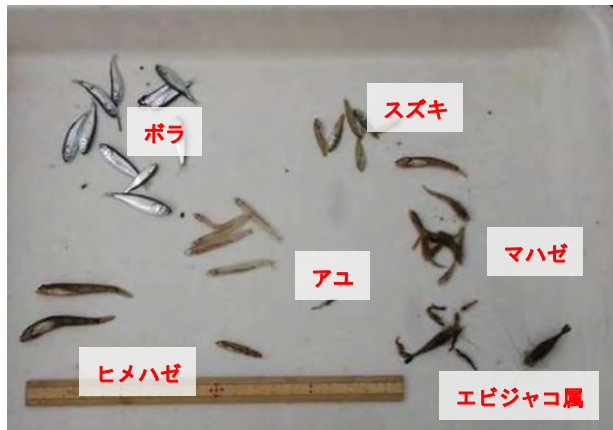 スズキ
ボラ
マハゼ
アユ
ヒメハゼ
エビジャコ属